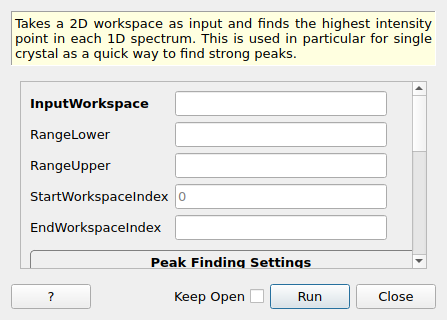 Takes a 2D workspace as input and finds the highest intensity
point in each 1D spectrum. This is used in particular for single
crystal as a quick way to find strong peaks.
InputWorkspace
RangeLower
RangeUpper
StartWorkspaceIndex 0
EndWorkspaceIndex
Peak Finding Settings
? Keep Open Run Close